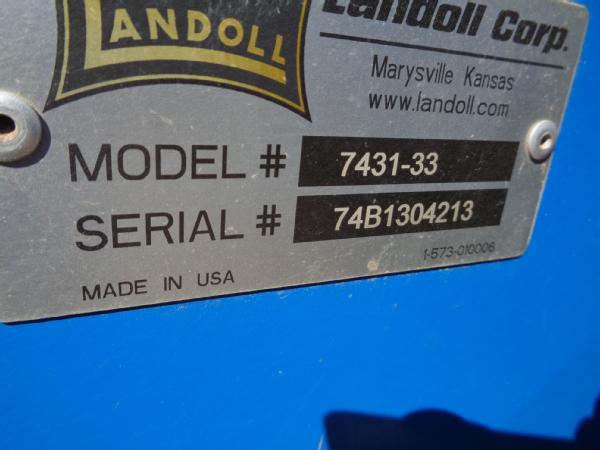 LANDOLL
Landoll Corp.
Marysville Kansas
www.landoll.com
MODEL # 7431-33
SERIAL # 74B1304213
1-573-010006
MADE IN USA